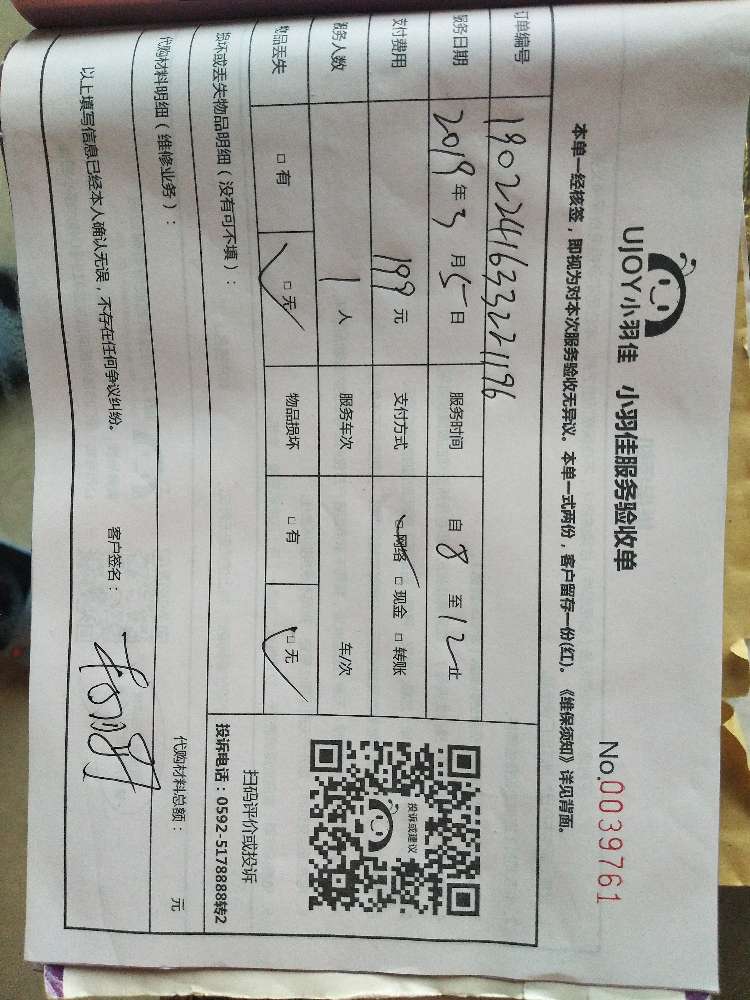 UJOY小羽佳 小羽佳服务验收单
No.0039761
本单一经核签，即视为对本次服务验收无异议。本单一式两份，客户留存一份(红)。《维保须知》详见背面。
订单编号
服务日期 2019年3月5日 服务时间 自8至12止
支付费用 199元 支付方式 □网络 □现金 □转账
服务人数 1人 服务车次 车/次
物品丢失 □有 □无 物品损坏 □有 □无
损坏或丢失物品明细（没有可不填）：
代购材料明细（维修业务）：
代购材料总额： 元
以上填写信息已经本人确认无误，不存在任何争议纠纷。 客户签名：
投诉或建议
扫码评价或投诉
投诉电话：0592-5178888转2